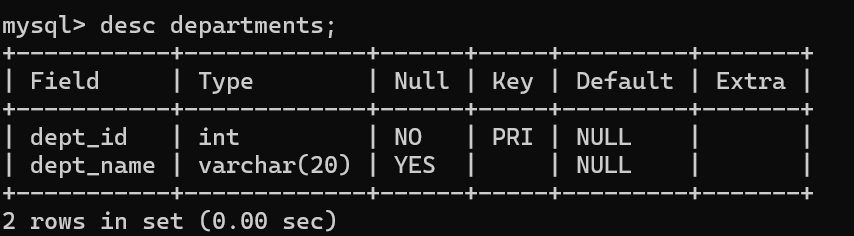 mysql> desc departments;
+-----------+-------------+------+-----+---------+-------+
| Field     | Type        | Null | Key | Default | Extra |
+-----------+-------------+------+-----+---------+-------+
| dept_id   | int         | NO   | PRI | NULL    |       |
| dept_name | varchar(20) | YES  |     | NULL    |       |
+-----------+-------------+------+-----+---------+-------+
2 rows in set (0.00 sec)